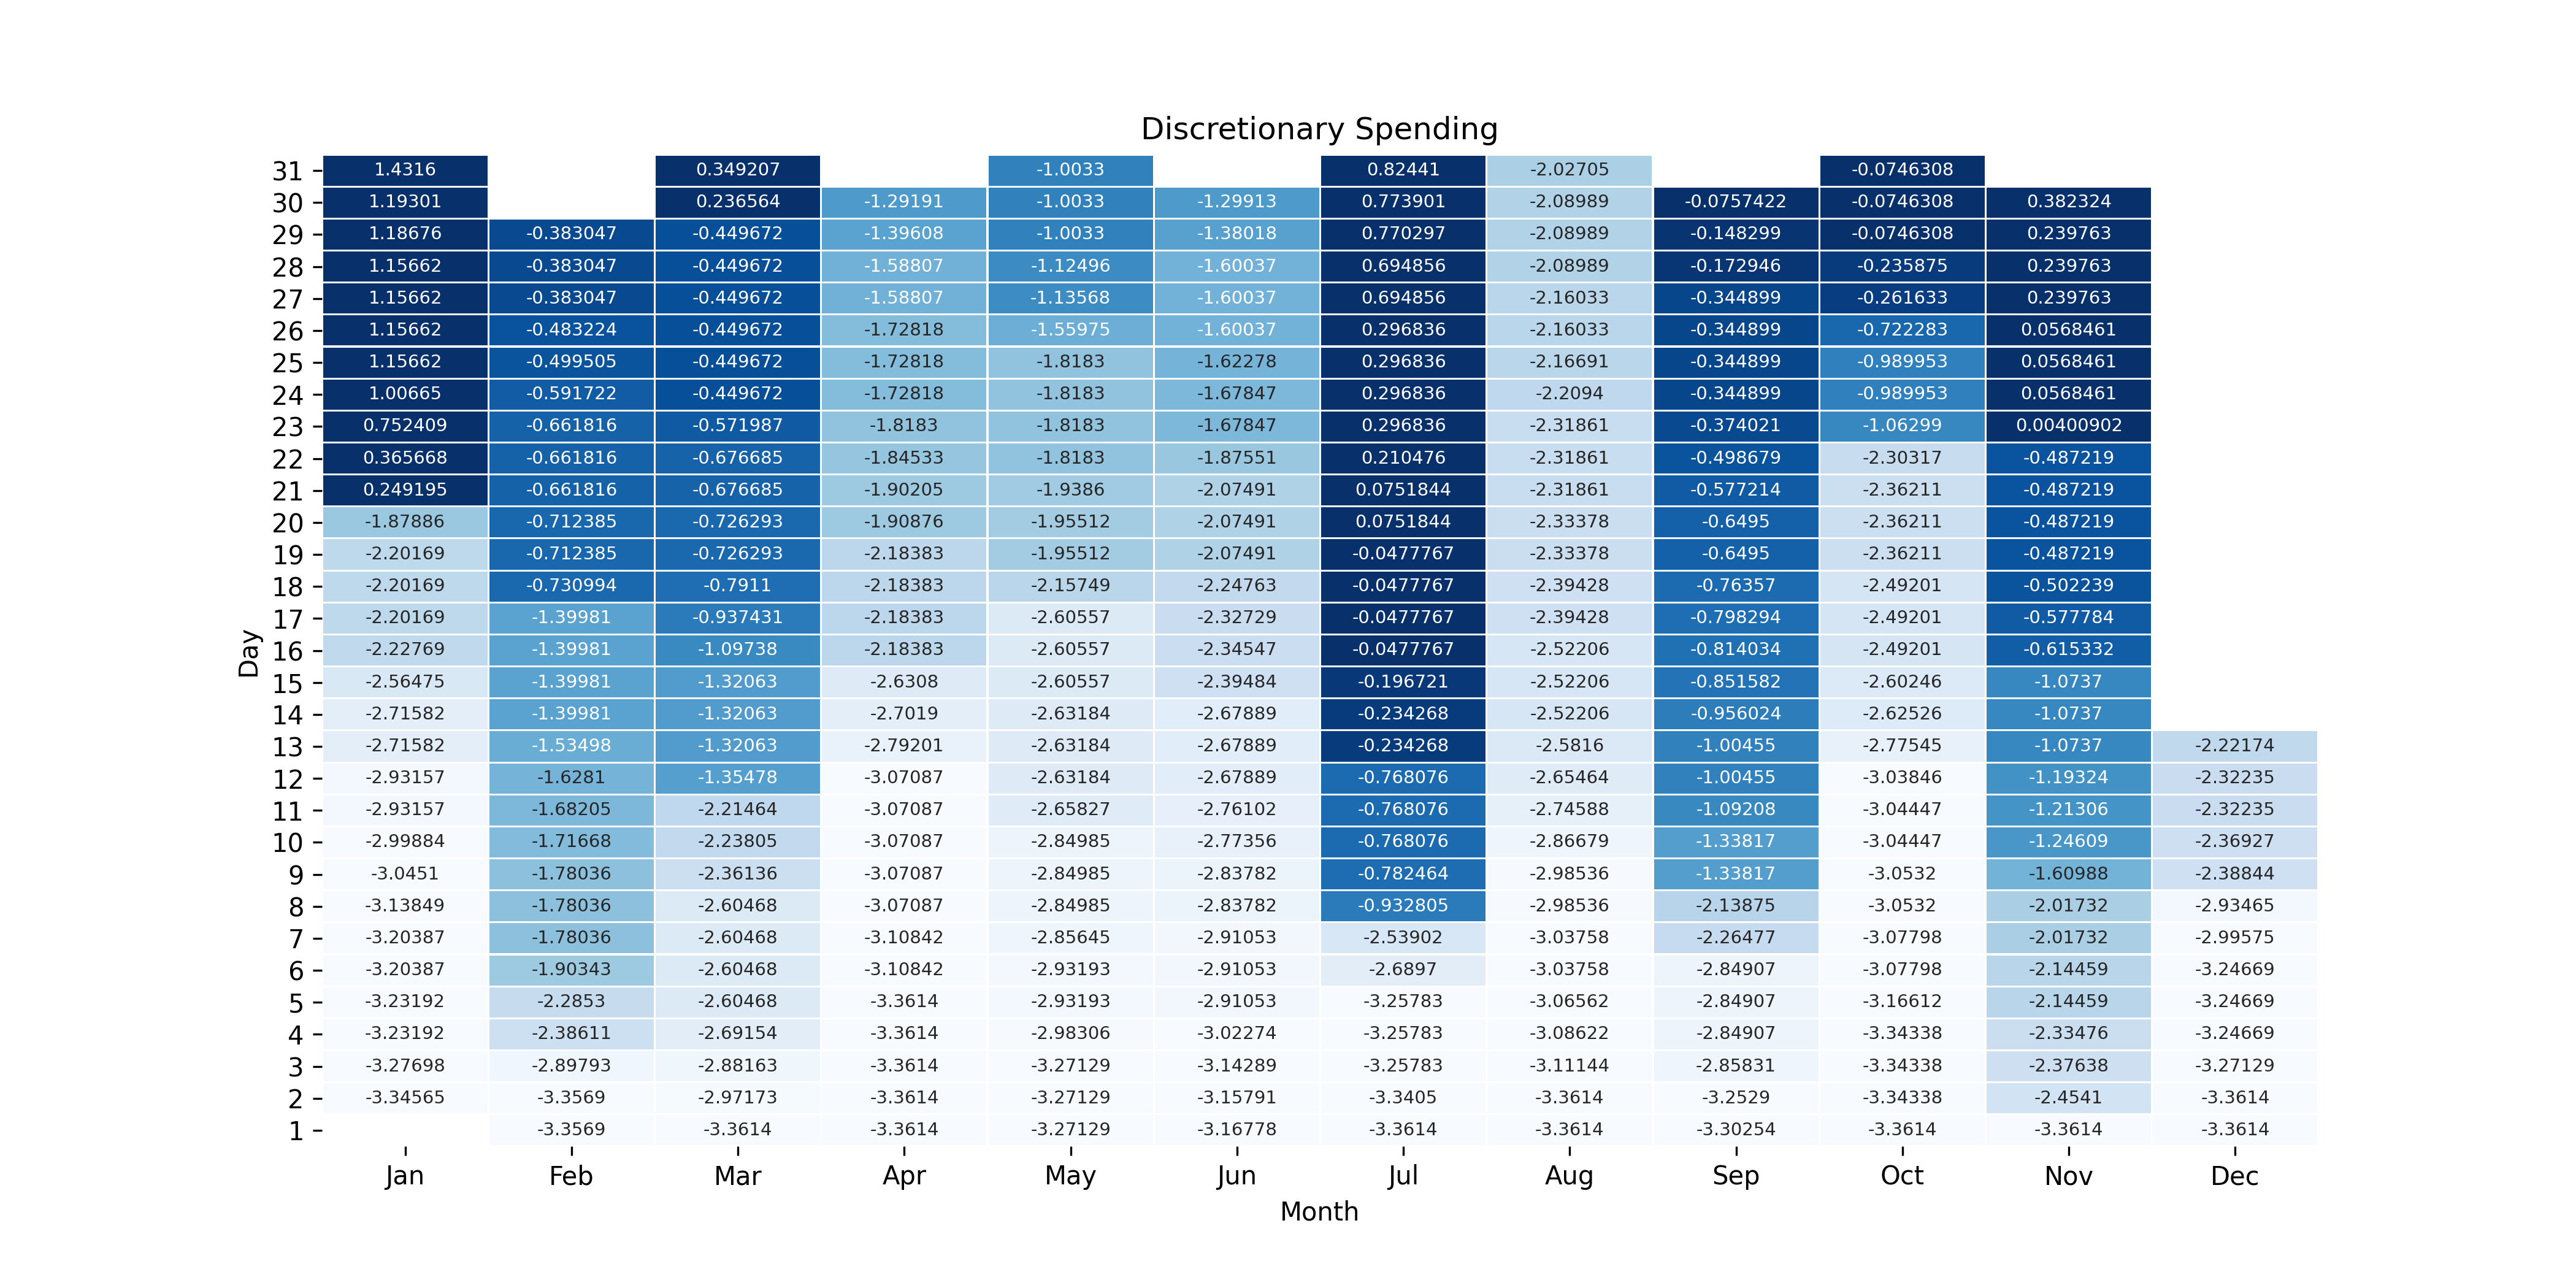 Discretionary Spending
31 1.4316 0.349207 -1.0033 0.82441 -2.02705 -0.0746308
30 1.19301 0.236564 -1.29191 -1.0033 -1.29913 0.773901 -2.08989 -0.0757422 -0.0746308 0.382324
29 1.18676 -0.383047 -0.449672 -1.39608 -1.0033 -1.38018 0.770297 -2.08989 -0.148299 -0.0746308 0.239763
28 1.15662 -0.383047 -0.449672 -1.58807 -1.12496 -1.60037 0.694856 -2.08989 -0.172946 -0.235875 0.239763
27 1.15662 -0.383047 -0.449672 -1.58807 -1.13568 -1.60037 0.694856 -2.16033 -0.344899 -0.261633 0.239763
26 1.15662 -0.483224 -0.449672 -1.72818 -1.55975 -1.60037 0.296836 -2.16033 -0.344899 -0.722283 0.0568461
25 1.15662 -0.499505 -0.449672 -1.72818 -1.8183 -1.62278 0.296836 -2.16691 -0.344899 -0.989953 0.0568461
24 1.00665 -0.591722 -0.449672 -1.72818 -1.8183 -1.67847 0.296836 -2.2094 -0.344899 -0.989953 0.0568461
23 0.752409 -0.661816 -0.571987 -1.8183 -1.8183 -1.67847 0.296836 -2.31861 -0.374021 -1.06299 0.00400902
22 0.365668 -0.661816 -0.676685 -1.84533 -1.8183 -1.87551 0.210476 -2.31861 -0.498679 -2.30317 -0.487219
21 0.249195 -0.661816 -0.676685 -1.90205 -1.9386 -2.07491 0.0751844 -2.31861 -0.577214 -2.36211 -0.487219
20 -1.87886 -0.712385 -0.726293 -1.90876 -1.95512 -2.07491 0.0751844 -2.33378 -0.6495 -2.36211 -0.487219
19 -2.20169 -0.712385 -0.726293 -2.18383 -1.95512 -2.07491 -0.0477767 -2.33378 -0.6495 -2.36211 -0.487219
18 -2.20169 -0.730994 -0.7911 -2.18383 -2.15749 -2.24763 -0.0477767 -2.39428 -0.76357 -2.49201 -0.502239
17 -2.20169 -1.39981 -0.937431 -2.18383 -2.60557 -2.32729 -0.0477767 -2.39428 -0.798294 -2.49201 -0.577784
16 -2.22769 -1.39981 -1.09738 -2.18383 -2.60557 -2.34547 -0.0477767 -2.52206 -0.814034 -2.49201 -0.615332
15 -2.56475 -1.39981 -1.32063 -2.6308 -2.60557 -2.39484 -0.196721 -2.52206 -0.851582 -2.60246 -1.0737
14 -2.71582 -1.39981 -1.32063 -2.7019 -2.63184 -2.67889 -0.234268 -2.52206 -0.956024 -2.62526 -1.0737
13 -2.71582 -1.53498 -1.32063 -2.79201 -2.63184 -2.67889 -0.234268 -2.5816 -1.00455 -2.77545 -1.0737 -2.22174
12 -2.93157 -1.6281 -1.35478 -3.07087 -2.63184 -2.67889 -0.768076 -2.65464 -1.00455 -3.03846 -1.19324 -2.32235
11 -2.93157 -1.68205 -2.21464 -3.07087 -2.65827 -2.76102 -0.768076 -2.74588 -1.09208 -3.04447 -1.21306 -2.32235
10 -2.99884 -1.71668 -2.23805 -3.07087 -2.84985 -2.77356 -0.768076 -2.86679 -1.33817 -3.04447 -1.24609 -2.36927
9 -3.0451 -1.78036 -2.36136 -3.07087 -2.84985 -2.83782 -0.782464 -2.98536 -1.33817 -3.0532 -1.60988 -2.38844
8 -3.13849 -1.78036 -2.60468 -3.07087 -2.84985 -2.83782 -0.932805 -2.98536 -2.13875 -3.0532 -2.01732 -2.93465
7 -3.20387 -1.78036 -2.60468 -3.10842 -2.85645 -2.91053 -2.53902 -3.03758 -2.26477 -3.07798 -2.01732 -2.99575
6 -3.20387 -1.90343 -2.60468 -3.10842 -2.93193 -2.91053 -2.6897 -3.03758 -2.84907 -3.07798 -2.14459 -3.24669
5 -3.23192 -2.2853 -2.60468 -3.3614 -2.93193 -2.91053 -3.25783 -3.06562 -2.84907 -3.16612 -2.14459 -3.24669
4 -3.23192 -2.38611 -2.69154 -3.3614 -2.98306 -3.02274 -3.25783 -3.08622 -2.84907 -3.34338 -2.33476 -3.24669
3 -3.27698 -2.89793 -2.88163 -3.3614 -3.27129 -3.14289 -3.25783 -3.11144 -2.85831 -3.34338 -2.37638 -3.27129
2 -3.34565 -3.3569 -2.97173 -3.3614 -3.27129 -3.15791 -3.3405 -3.3614 -3.2529 -3.34338 -2.4541 -3.3614
1 -3.3569 -3.3614 -3.3614 -3.27129 -3.16778 -3.3614 -3.3614 -3.30254 -3.3614 -3.3614 -3.3614
Day
Jan Feb Mar Apr May Jun Jul Aug Sep Oct Nov Dec
Month